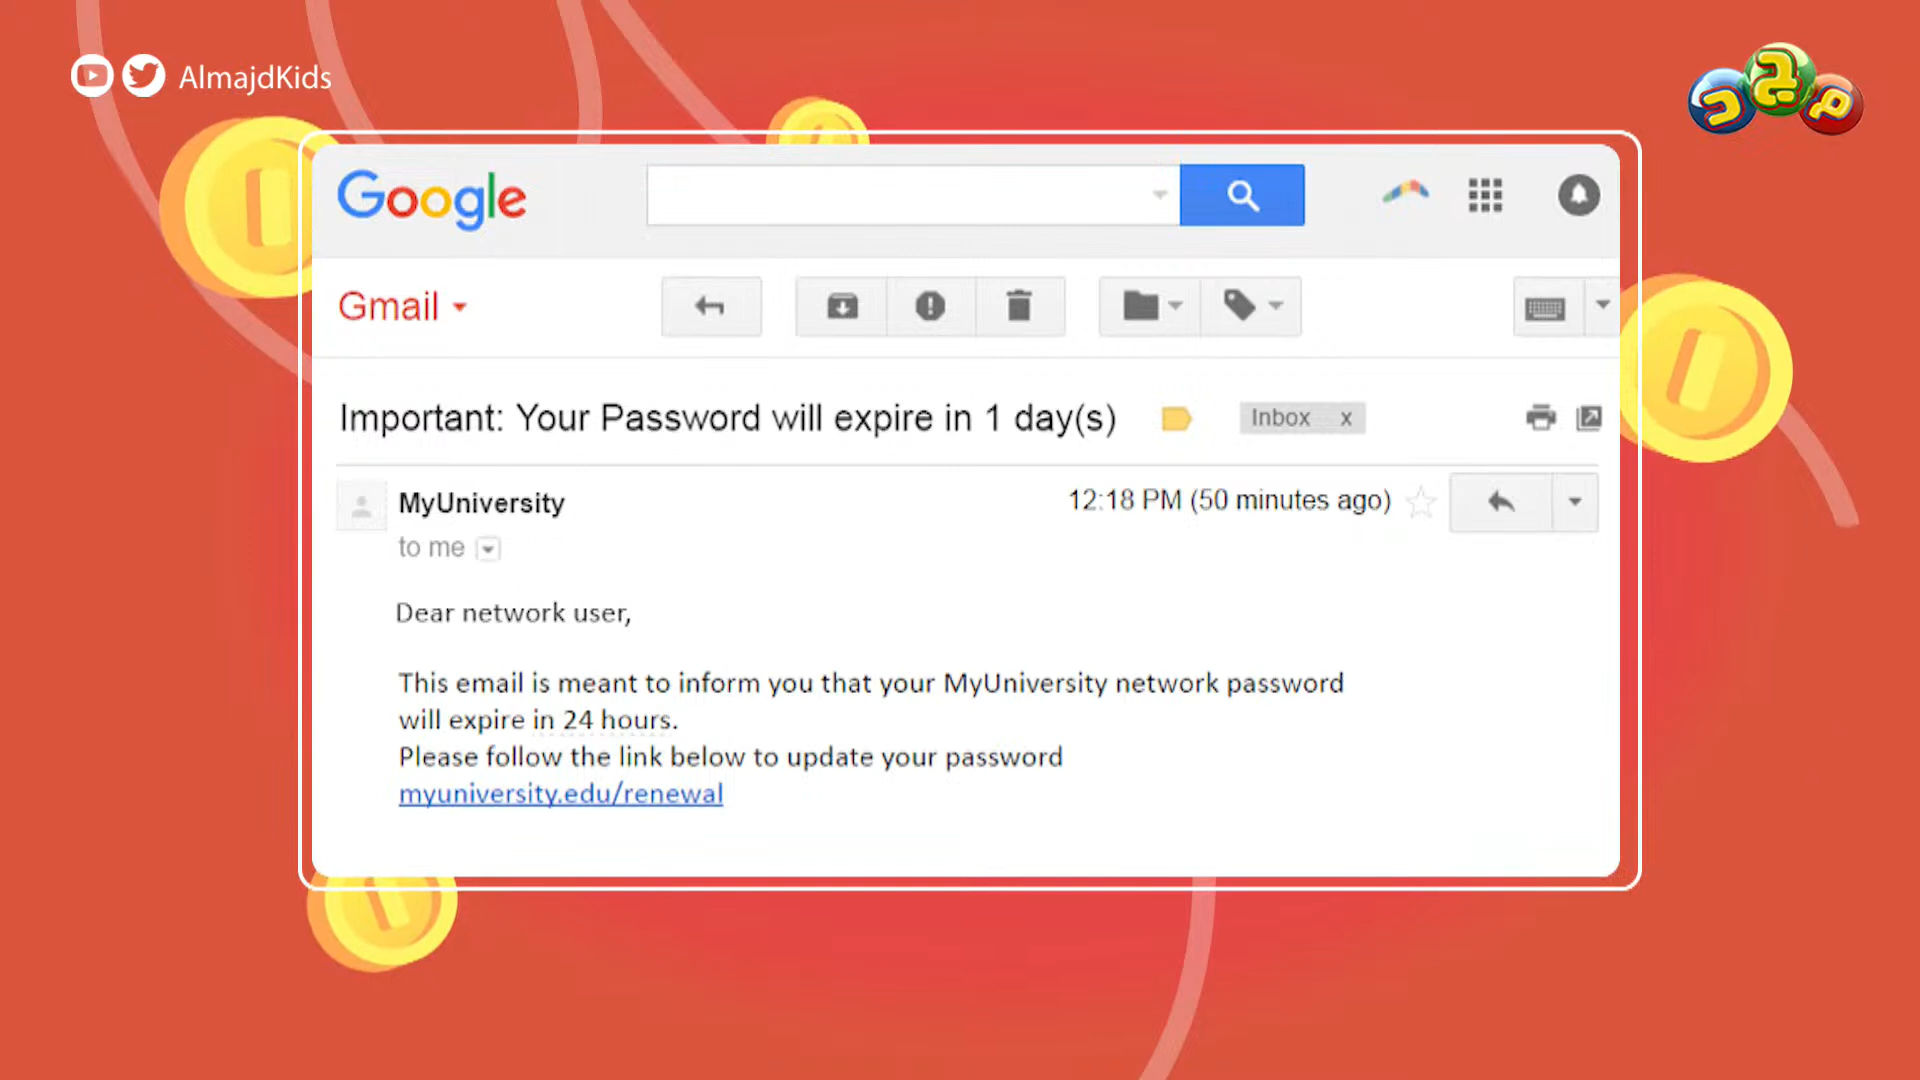 AlmajdKids
مجد
Google
Gmail
Important: Your Password will expire in 1 day(s)
Inbox x
MyUniversity
12:18 PM (50 minutes ago)
to me
Dear network user,
This email is meant to inform you that your MyUniversity network password
will expire in 24 hours.
Please follow the link below to update your password
myuniversity.edu/renewal